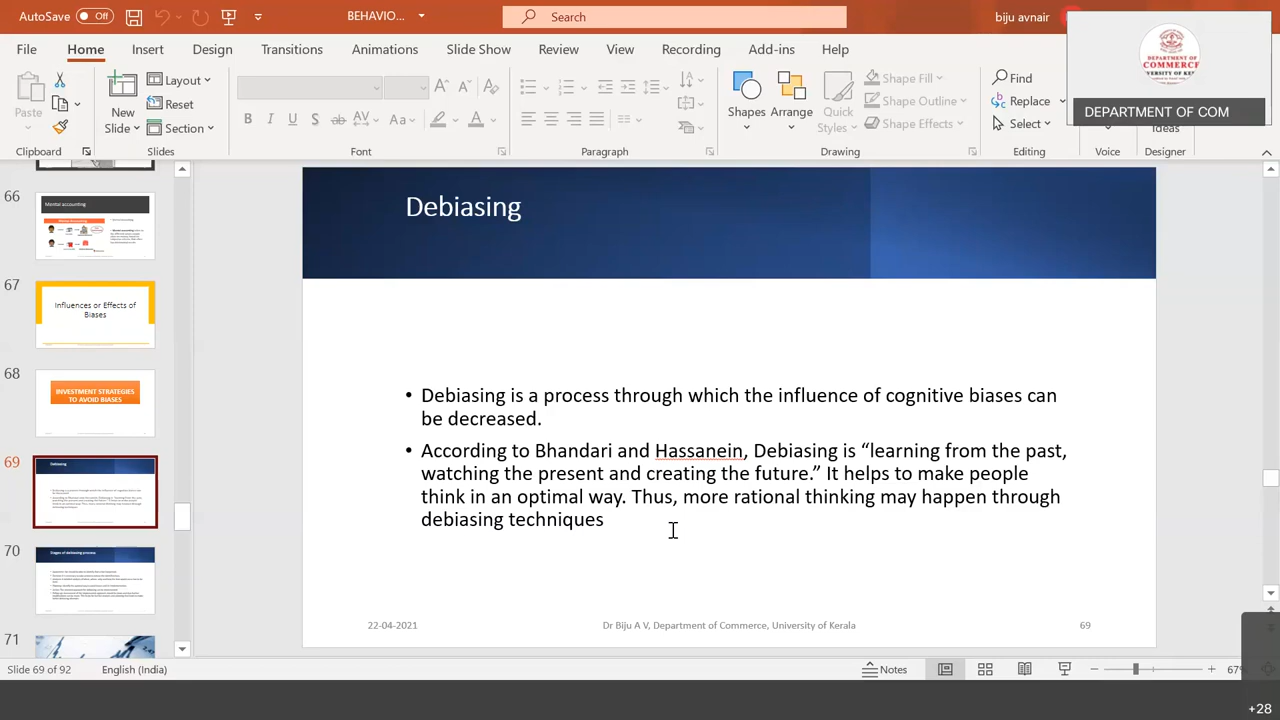 AutoSave Off BEHAVIO... Search biju avnair
File Home Insert Design Transitions Animations Slide Show Review View Recording Add-ins Help
DEPARTMENT OF
COMMERCE
DEPARTMENT OF COM
Paste
New
Slide
Layout
Reset
Section
B I U S AV Aa A
Shapes
Arrange
Quick
Styles
Shape Fill
Shape Outline
Shape Effects
Find
Replace
Select
Ideas
Clipboard Slides Font Paragraph Drawing Editing Voice Designer
66
Mental accounting
67
Influences or Effects of
Biases
68
INVESTMENT STRATEGIES
TO AVOID BIASES
69
Debiasing
70
Stages of debiasing process
71
Debiasing
• Debiasing is a process through which the influence of cognitive biases can
be decreased.
• According to Bhandari and Hassanein, Debiasing is “learning from the past,
watching the present and creating the future.” It helps to make people
think in an optimal way. Thus, more rational thinking may happen through
debiasing techniques
22-04-2021 Dr Biju A V, Department of Commerce, University of Kerala 69
Slide 69 of 92 English (India) Notes 67%
+28